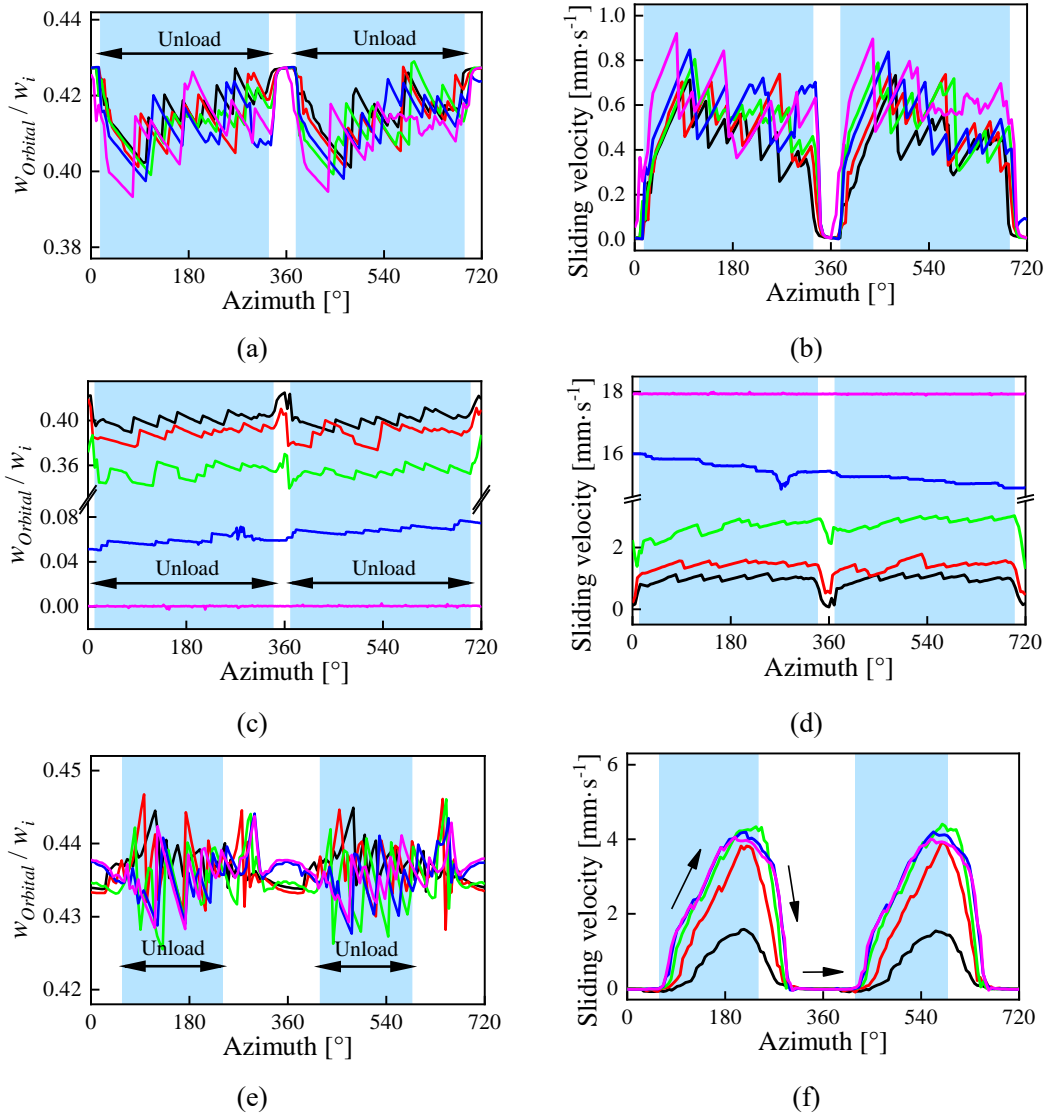 0.44
0.42
0.40
0.38
Unload
Unload
w_Orbital / w_i
0 180 360 540 720
Azimuth [°]
(a)
1.0
0.8
0.6
0.4
0.2
0.0
Sliding velocity [mm·s⁻¹]
0 180 360 540 720
Azimuth [°]
(b)
0.40
0.36
0.08
0.04
0.00
Unload
Unload
w_Orbital / w_i
0 180 360 540 720
Azimuth [°]
(c)
18
16
2
0
Sliding velocity [mm·s⁻¹]
0 180 360 540 720
Azimuth [°]
(d)
0.45
0.44
0.43
0.42
Unload
Unload
w_Orbital / w_i
0 180 360 540 720
Azimuth [°]
(e)
6
4
2
0
Sliding velocity [mm·s⁻¹]
0 180 360 540 720
Azimuth [°]
(f)